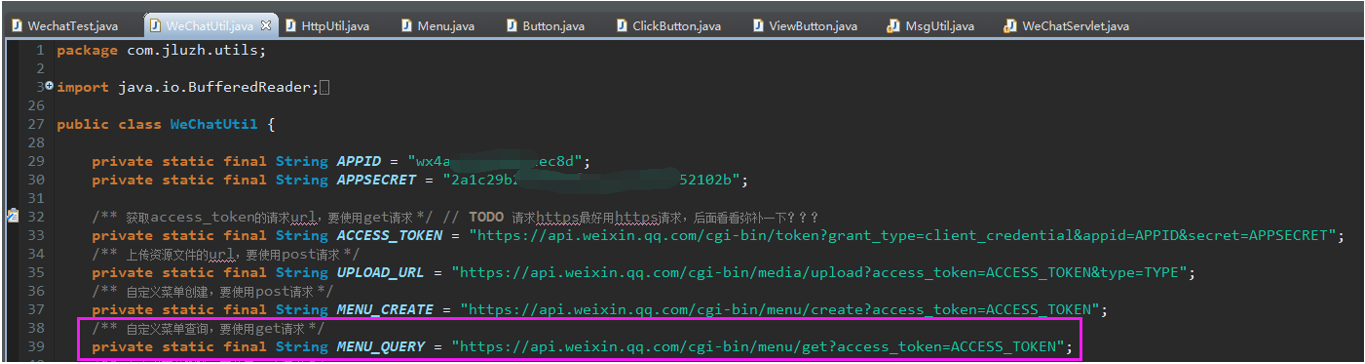 WechatTest.java WeChatUtil.java HttpUtil.java Menu.java Button.java ClickButton.java ViewButton.java MsgUtil.java WeChatServlet.java
1 package com.jluzh.utils;
2
3 import java.io.BufferedReader;
26
27 public class WeChatUtil {
28
29 private static final String APPID = "wx4a ec8d";
30 private static final String APPSECRET = "2a1c29b 52102b";
31
32 /** 获取access_token的请求url，要使用get请求 */ // TODO 请求https最好用https请求，后面看看弥补一下？？？
33 private static final String ACCESS_TOKEN = "https://api.weixin.qq.com/cgi-bin/token?grant_type=client_credential&appid=APPID&secret=APPSECRET";
34 /** 上传资源文件的url，要使用post请求 */
35 private static final String UPLOAD_URL = "https://api.weixin.qq.com/cgi-bin/media/upload?access_token=ACCESS_TOKEN&type=TYPE";
36 /** 自定义菜单创建，要使用post请求 */
37 private static final String MENU_CREATE = "https://api.weixin.qq.com/cgi-bin/menu/create?access_token=ACCESS_TOKEN";
38 /** 自定义菜单查询，要使用get请求 */
39 private static final String MENU_QUERY = "https://api.weixin.qq.com/cgi-bin/menu/get?access_token=ACCESS_TOKEN";